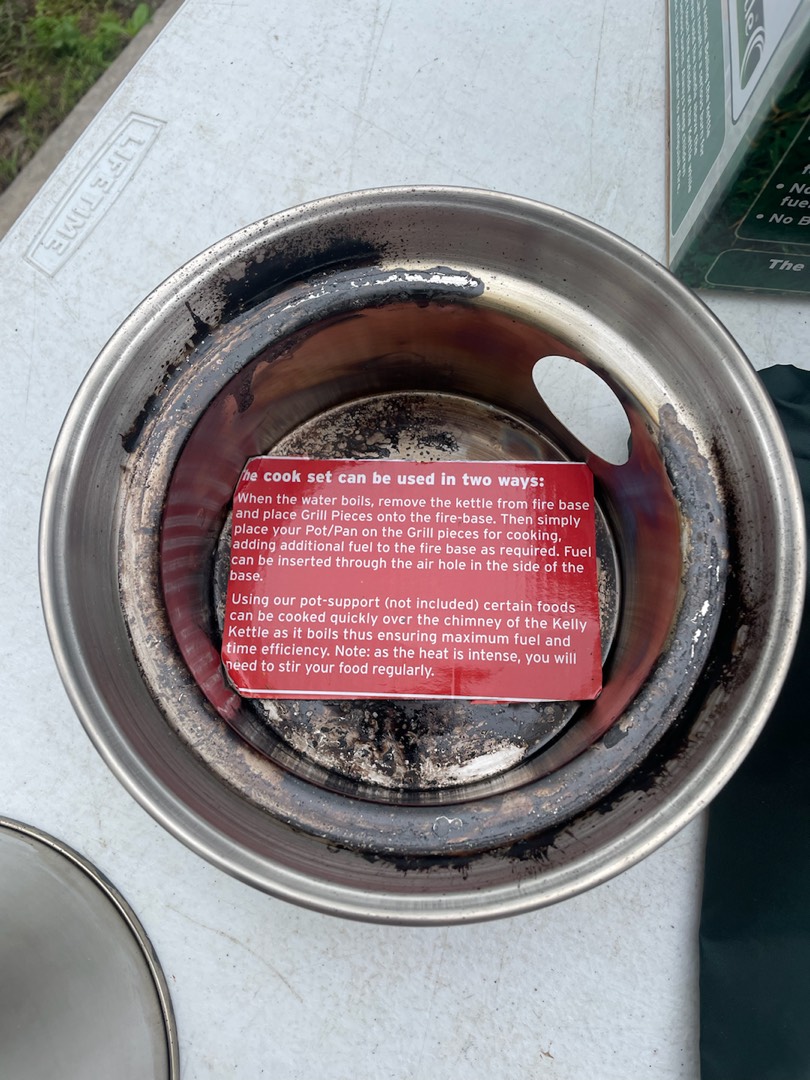 LIFETIME
• No
fue
• No B
The
he cook set can be used in two ways:
When the water boils, remove the kettle from fire base
and place Grill Pieces onto the fire-base. Then simply
place your Pot/Pan on the Grill pieces for cooking,
adding additional fuel to the fire base as required. Fuel
can be inserted through the air hole in the side of the
base.
Using our pot-support (not included) certain foods
can be cooked quickly over the chimney of the Kelly
Kettle as it boils thus ensuring maximum fuel and
time efficiency. Note: as the heat is intense, you will
need to stir your food regularly.